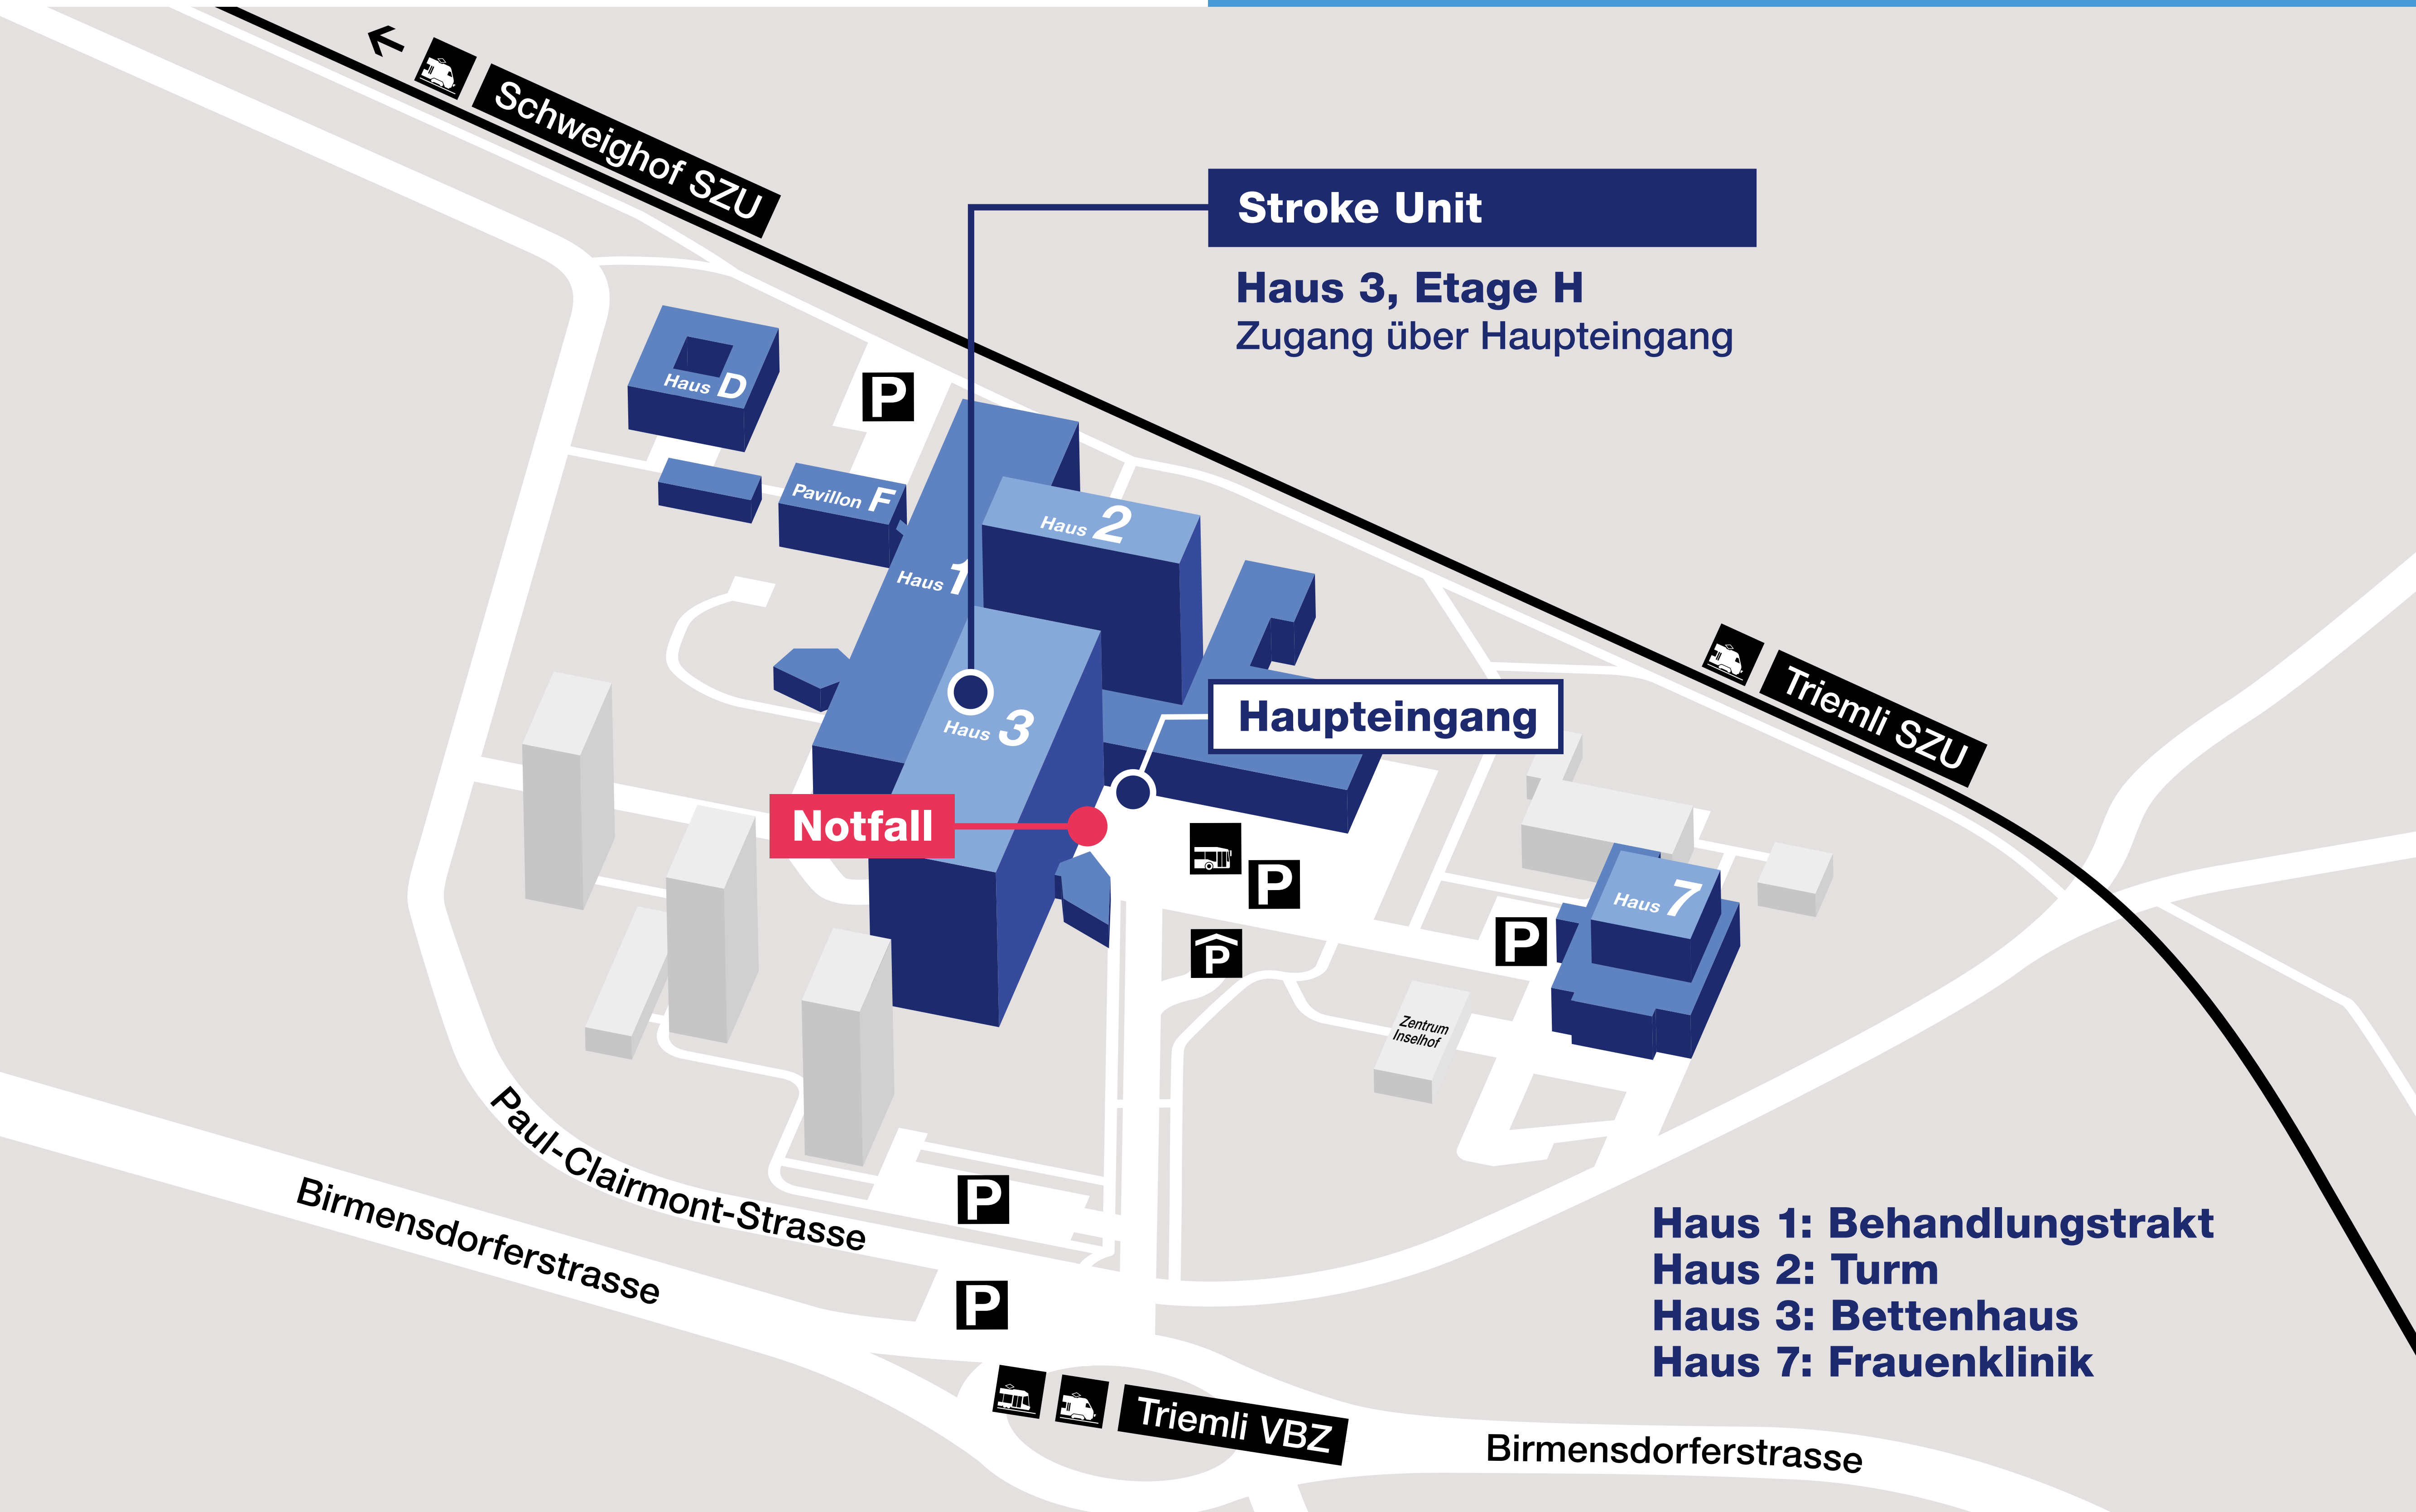 Schweighof SZU
Stroke Unit
Haus 3, Etage H
Zugang über Haupteingang
Haus D
P
Pavillon F
Haus 2
Haus 1
Triemli SZU
Haus 3
Haupteingang
Notfall
P
Haus 7
P
P
Zentrum
Inselhof
Paul-Clairmont-Strasse
Birmensdorferstrasse
P
P
Haus 1: Behandlungstrakt
Haus 2: Turm
Haus 3: Bettenhaus
Haus 7: Frauenklinik
Triemli VBZ
Birmensdorferstrasse